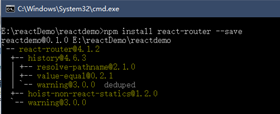 C:\Windows\System32\cmd.exe
E:\reactDemo\reactdemo>npm install react-router --save
reactdemo@0.1.0 E:\reactDemo\reactdemo
`-- react-router@4.1.2
  +-- history@4.6.3
  | +-- resolve-pathname@2.1.0
  | +-- value-equal@0.2.1
  | `-- warning@3.0.0  deduped
  +-- hoist-non-react-statics@1.2.0
  `-- warning@3.0.0